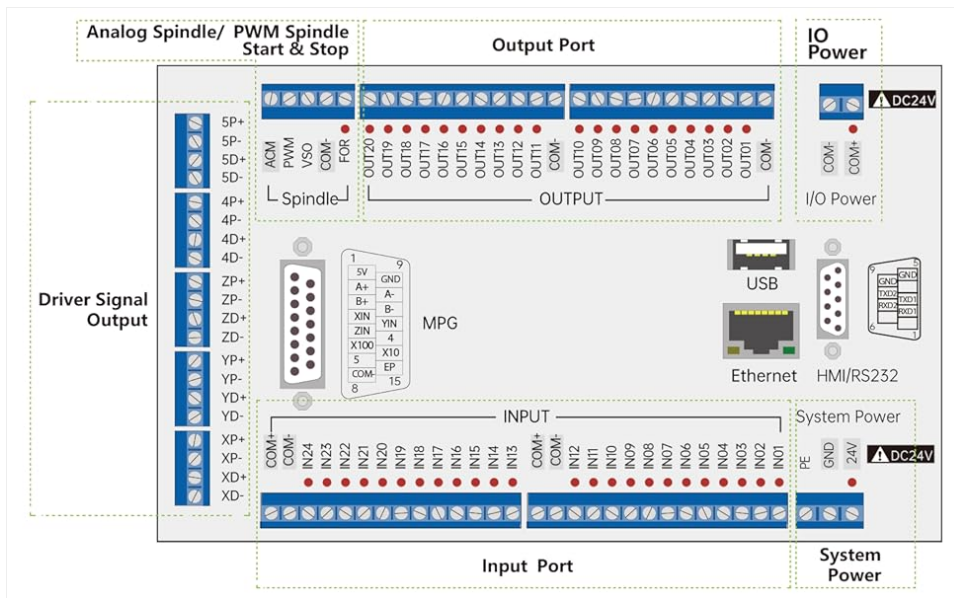 Analog Spindle/ PWM Spindle
Start & Stop
Output Port
IO
Power
DC24V
ACM
PWM
VSO
COM-
FOR
OUT20
OUT19
OUT18
OUT17
OUT16
OUT15
OUT14
OUT13
OUT12
OUT11
COM-
OUT10
OUT09
OUT08
OUT07
OUT06
OUT05
OUT04
OUT03
OUT02
OUT01
COM-
COM-
COM+
Spindle
OUTPUT
I/O Power
Driver Signal
Output
5P+
5P-
5D+
5D-
4P+
4P-
4D+
4D-
ZP+
ZP-
ZD+
ZD-
YP+
YP-
YD+
YD-
XP+
XP-
XD+
XD-
1
9
5V
GND
A+
A-
B+
B-
XIN
YIN
ZIN
4
X100
X10
5
EP
COM-
15
8
MPG
USB
Ethernet
9
5
GND
GND
TXD2
TXD1
RXD2
RXD1
6
1
HMI/RS232
INPUT
System Power
COM+
COM-
IN24
IN23
IN22
IN21
IN20
IN19
IN18
IN17
IN16
IN15
IN14
IN13
COM+
COM-
IN12
IN11
IN10
IN09
IN08
IN07
IN06
IN05
IN04
IN03
IN02
IN01
PE
GND
24V
DC24V
Input Port
System
Power